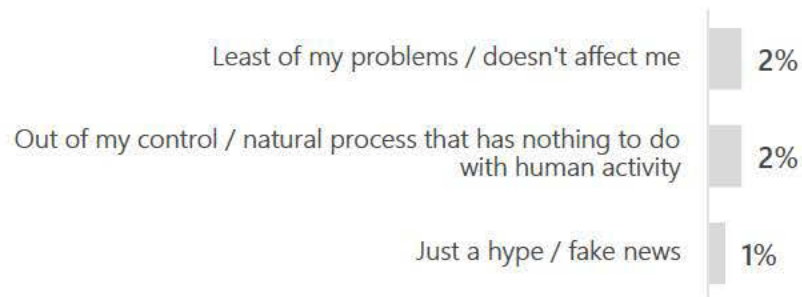 Least of my problems / doesn't affect me
2%
Out of my control / natural process that has nothing to do
with human activity
2%
Just a hype / fake news
1%